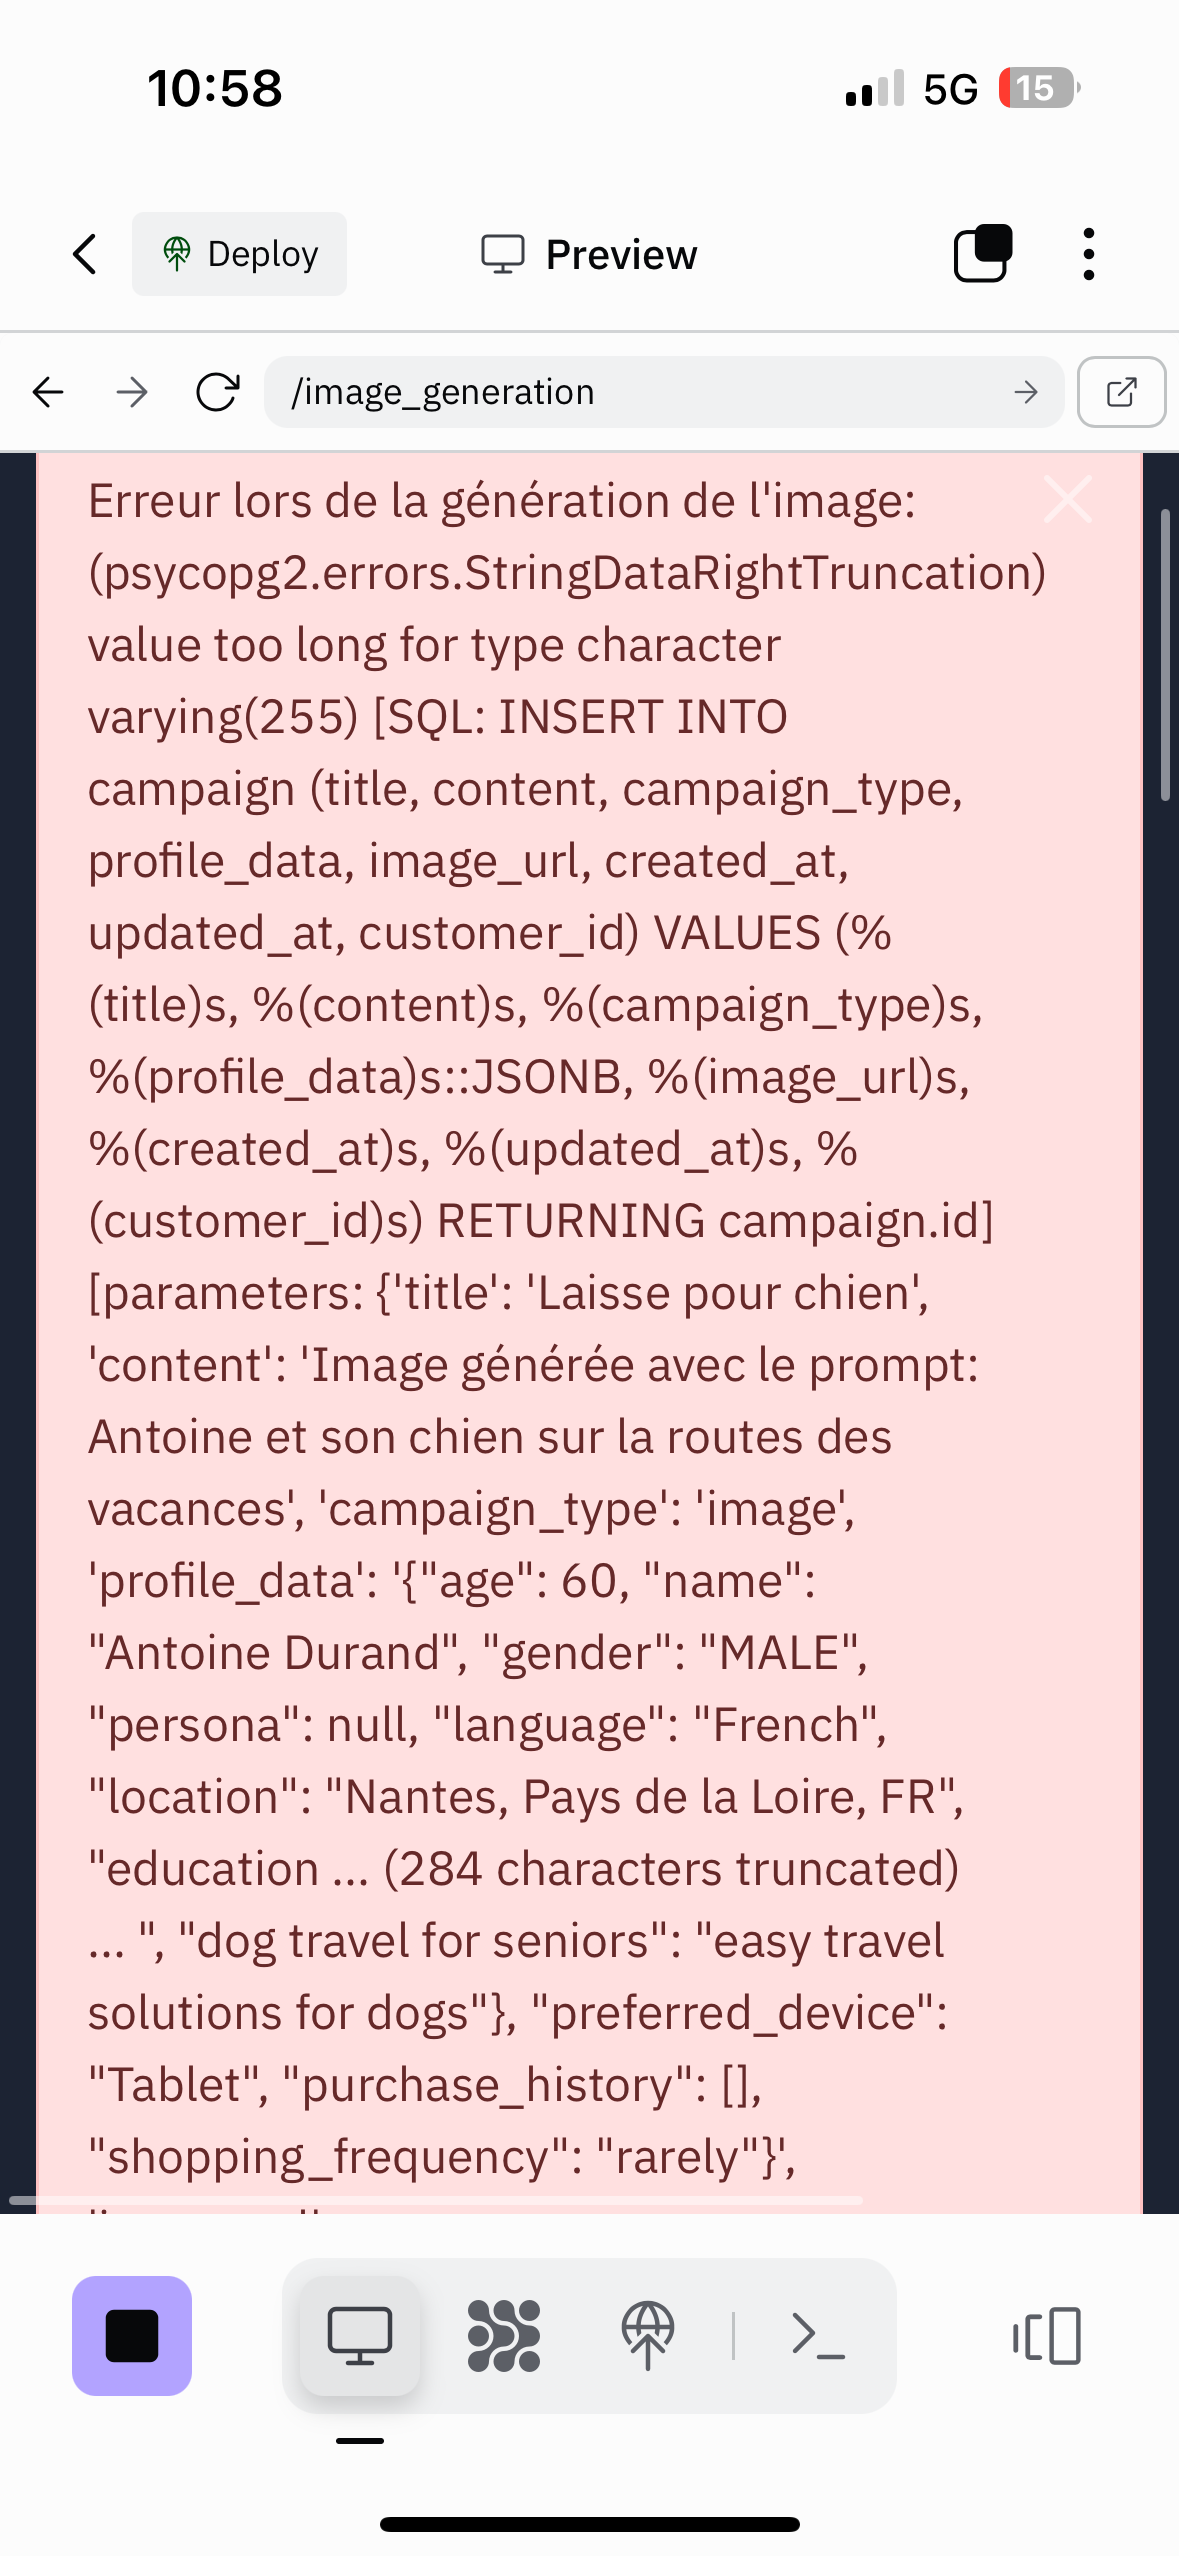 10:58
5G
15
Deploy
Preview
/image_generation
Erreur lors de la génération de l'image:
(psycopg2.errors.StringDataRightTruncation)
value too long for type character
varying(255) [SQL: INSERT INTO
campaign (title, content, campaign_type,
profile_data, image_url, created_at,
updated_at, customer_id) VALUES (%
(title)s, %(content)s, %(campaign_type)s,
%(profile_data)s::JSONB, %(image_url)s,
%(created_at)s, %(updated_at)s, %
(customer_id)s) RETURNING campaign.id]
[parameters: {'title': 'Laisse pour chien',
'content': 'Image générée avec le prompt:
Antoine et son chien sur la routes des
vacances', 'campaign_type': 'image',
'profile_data': '{"age": 60, "name":
"Antoine Durand", "gender": "MALE",
"persona": null, "language": "French",
"location": "Nantes, Pays de la Loire, FR",
"education ... (284 characters truncated)
... ", "dog travel for seniors": "easy travel
solutions for dogs"}, "preferred_device":
"Tablet", "purchase_history": [],
"shopping_frequency": "rarely"}',